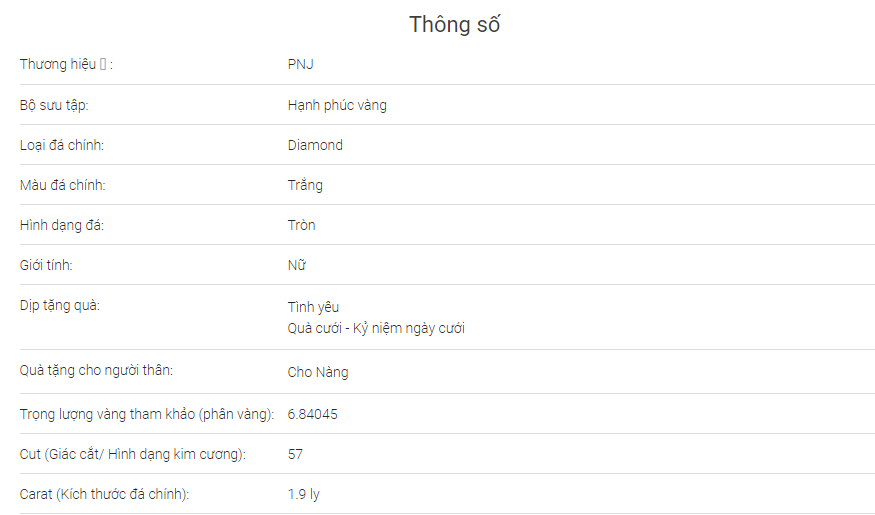 Thông số
Thương hiệu ▯ : PNJ
Bộ sưu tập: Hạnh phúc vàng
Loại đá chính: Diamond
Màu đá chính: Trắng
Hình dạng đá: Tròn
Giới tính: Nữ
Dịp tặng quà: Tình yêu
Quà cưới - Kỷ niệm ngày cưới
Quà tặng cho người thân: Cho Nàng
Trọng lượng vàng tham khảo (phân vàng): 6.84045
Cut (Giác cắt/ Hình dạng kim cương): 57
Carat (Kích thước đá chính): 1.9 ly